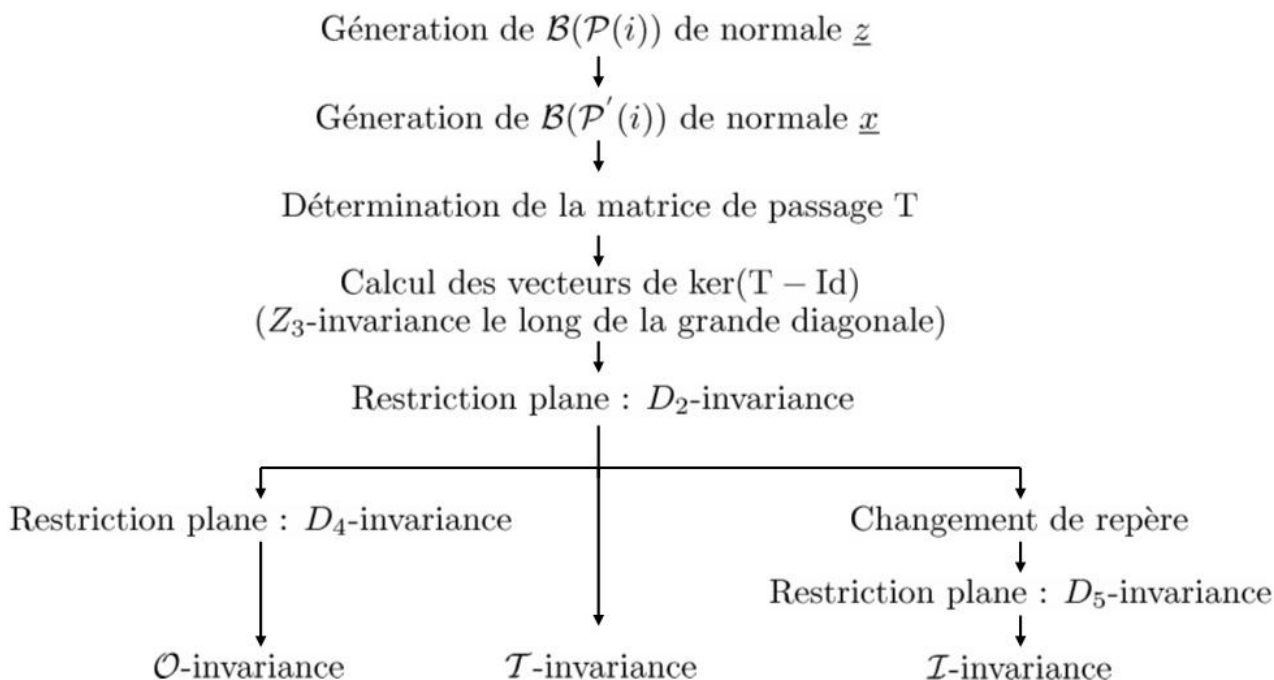 Géneration de $\mathcal{B}(\mathcal{P}(i))$ de normale $\underline{z}$
Géneration de $\mathcal{B}(\mathcal{P}^{'}(i))$ de normale $\underline{x}$
Détermination de la matrice de passage T
Calcul des vecteurs de ker(T − Id)
($Z_3$-invariance le long de la grande diagonale)
Restriction plane : $D_2$-invariance
Restriction plane : $D_4$-invariance
Changement de repère
Restriction plane : $D_5$-invariance
$\mathcal{O}$-invariance
$\mathcal{T}$-invariance
$\mathcal{I}$-invariance